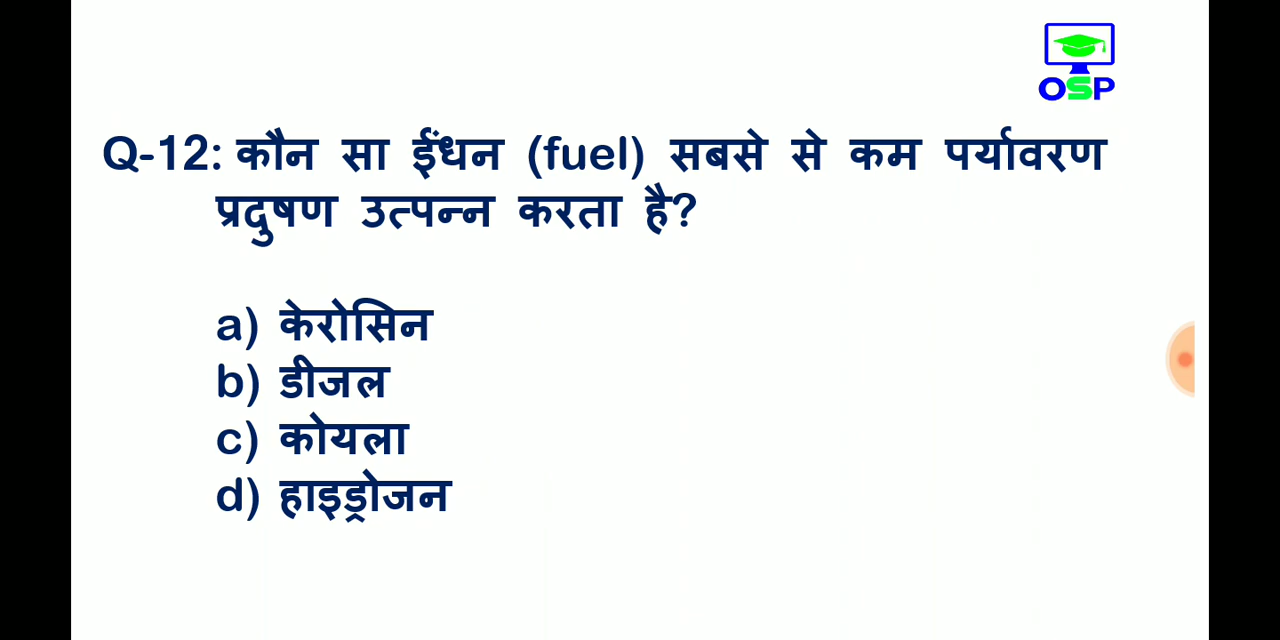 OSP
Q-12: कौन सा ईंधन (fuel) सबसे से कम पर्यावरण
प्रदुषण उत्पन्न करता है?
a) केरोसिन
b) डीजल
c) कोयला
d) हाइड्रोजन